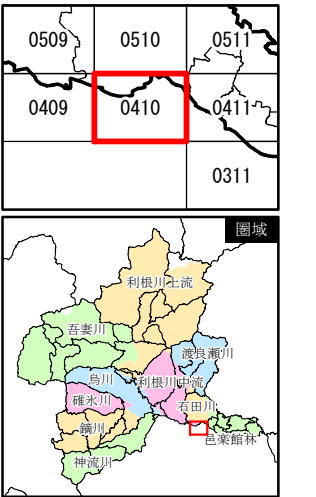 0509 0510 0511
0409 0410 0411
0311
圏域
利根川上流
吾妻川
渡良瀬川
烏川 利根川中流
碓氷川
石田川
鏑川
邑楽館林
神流川